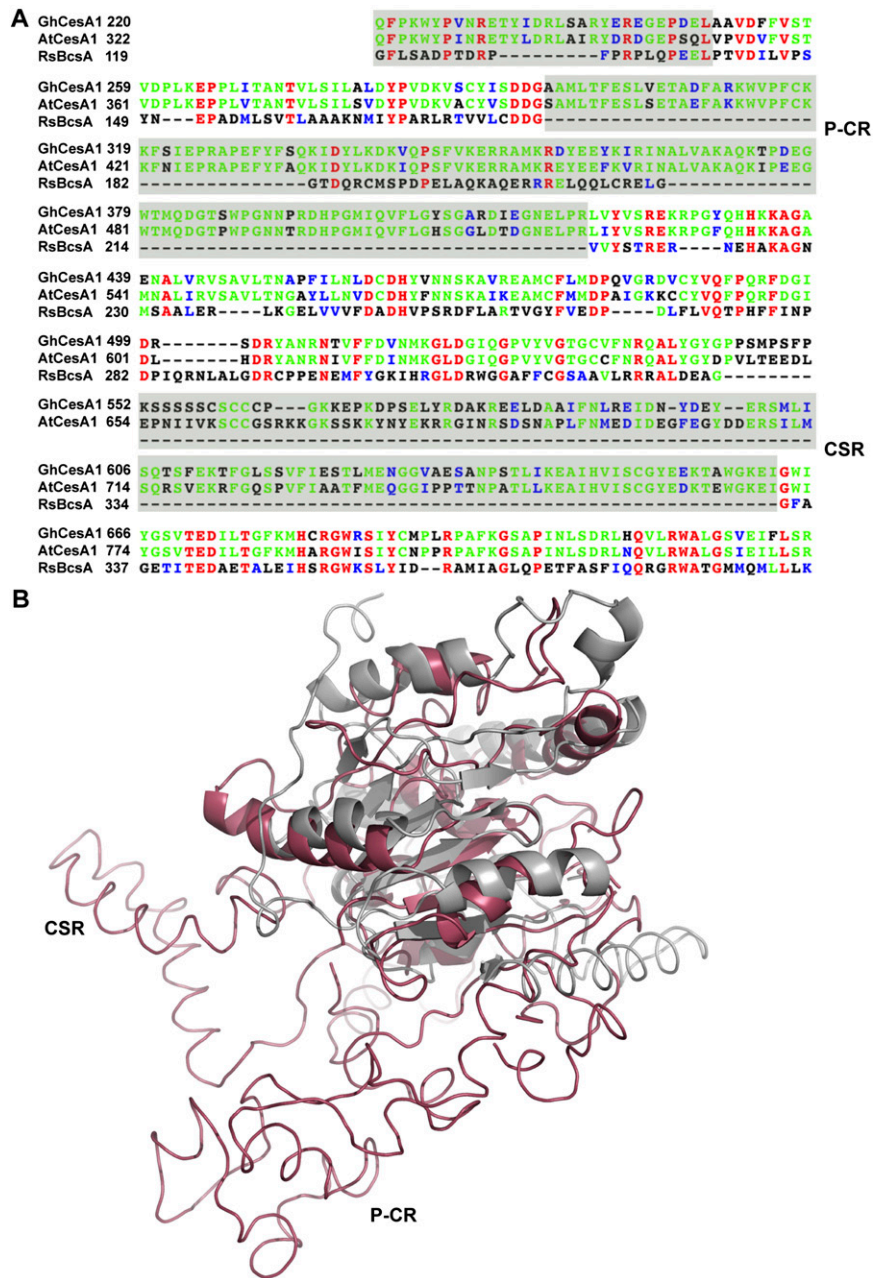 A
GhCesA1 220 QFPKWYPVNRETYIDRLSARYEREGEPDELAAVDFFVST
AtCesA1 322 QFPKWYPINRETYLDRLAIRYDRDGEPSQLVPVDVFVST
RsBcsA 119 GFLSADPTDRP------FPRPLQPEELPTVDILVPS
GhCesA1 259 VDPLKEPPLITANTVLSILALDYPVDKVSCYISDDGAAMLTFESLVETADFARKWVPFCK
AtCesA1 361 VDPLKEPPLVTANTVLSILSVDYPVDKVACYVSDDGSAMLTFESLSETAEFAKKWVPFCK
RsBcsA 149 YN---EPADMLSVTLAAAKNMIYPARLRTVVLCDDG------------------------
P-CR
GhCesA1 319 KFSIEPRAPEFYFSQKIDYLKDKVQPSFVKERRAMKRDYEEYKIRINALVAKAQKTPDEG
AtCesA1 421 KFNIEPRAPEFYFAQKIDYLKDKIQPSFVKERRAMKREYEEFKVRINALVAKAQKIPEEG
RsBcsA 182 ---------------GTDQRCMSPDPELAQKAQERRRELQQLCRELG-------------
GhCesA1 379 WTMQDGTSWPGNNPRDHPGMIQVFLGYSGARDIEGNELPRLVYVSREKRPGYQHHKKAGA
AtCesA1 481 WTMQDGTPWPGNNTRDHPGMIQVFLGHSGGLDTDGNELPRLIYVSREKRPGFQHHKKAGA
RsBcsA 214 ----------------------------------------VVYSTRER----NEHAKAGN
GhCesA1 439 ENALVRVSAVLTNAPFILNLDCDHYVNNSKAVREAMCFLMDPQVGRDVCYVQFPQRFDGI
AtCesA1 541 MNALIRVSAVLTNGAYLLNVDCDHYFNNSKAIKEAMCFMMDPAIGKKCCYVQFPQRFDGI
RsBcsA 230 MSAALER----LKGELVVVFDADHVPSRDFLARTVGYFVEDP----DLFLVQTPHFFINP
GhCesA1 499 DR-------SDRYANRNTVFFDVNMKGLDGIQGPVYVGTGCVFNRQALYGYGPPSMPSFP
AtCesA1 601 DL-------HDRYANRNIVFFDINMKGLDGIQGPVYVGTGCCFNRQALYGYDPVLTEEDL
RsBcsA 282 DPIQRNLALGDRCPPENEMFYGKIHRGLDRWGGAFFCGSAAVLRRRALDEAG--------
GhCesA1 552 KSSSSSCSCCCP---GKKEPKDPSELYRDAKREELDAAIFNLREIDN-YDEY--ERSMLI
AtCesA1 654 EPNIIVKSCCGSRKKGKSSKKYNYEKRRGINRSDSNAPLFNMEDIDEGFEGYDDERSILM
------------------------------------------------------------
CSR
GhCesA1 606 SQTSFEKTFGLSSVFIESTLMENGGVAESANPSTLIKEAIHVISCGYEEKTAWGKEIGWI
AtCesA1 714 SQRSVEKRFGQSPVFIAATFMEQGGIPPTTNPATLLKEAIHVISCGYEDKTEWGKEIGWI
RsBcsA 334 ---------------------------------------------------------GFA
GhCesA1 666 YGSVTEDILTGFKMHCRGWRSIYCMPLRPAFKGSAPINLSDRLHQVLRWALGSVEIFLSR
AtCesA1 774 YGSVTEDILTGFKMHARGWISIYCNPPRPAFKGSAPINLSDRLNQVLRWALGSIEILLSR
RsBcsA 337 GETITEDAETALEIHSRGWKSLYID--RAMIAGLQPETFASFIQQRGRWATGMMQMLLLK
B
CSR
P-CR